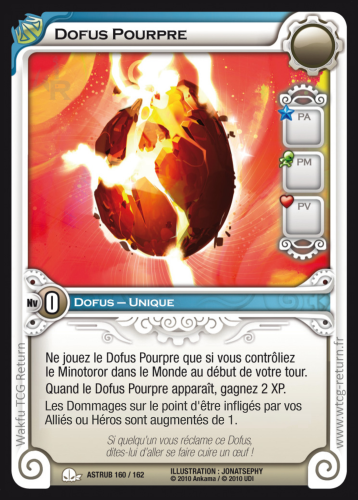 Dofus Pourpre
PA
PM
PV
Nv 0 Dofus – Unique
Ne jouez le Dofus Pourpre que si vous contrôliez
le Minotoror dans le Monde au début de votre tour.
Quand le Dofus Pourpre apparaît, gagnez 2 XP.
Les Dommages sur le point d'être infligés par vos
Alliés ou Héros sont augmentés de 1.
Si quelqu'un vous réclame ce Dofus,
dites-lui d'aller se faire cuire un œuf !
ASTRUB 160 / 162
ILLUSTRATION : JONATSEPHY
© 2010 Ankama / © 2010 UDI
Wakfu TCG Return
www.wtcg-return.fr